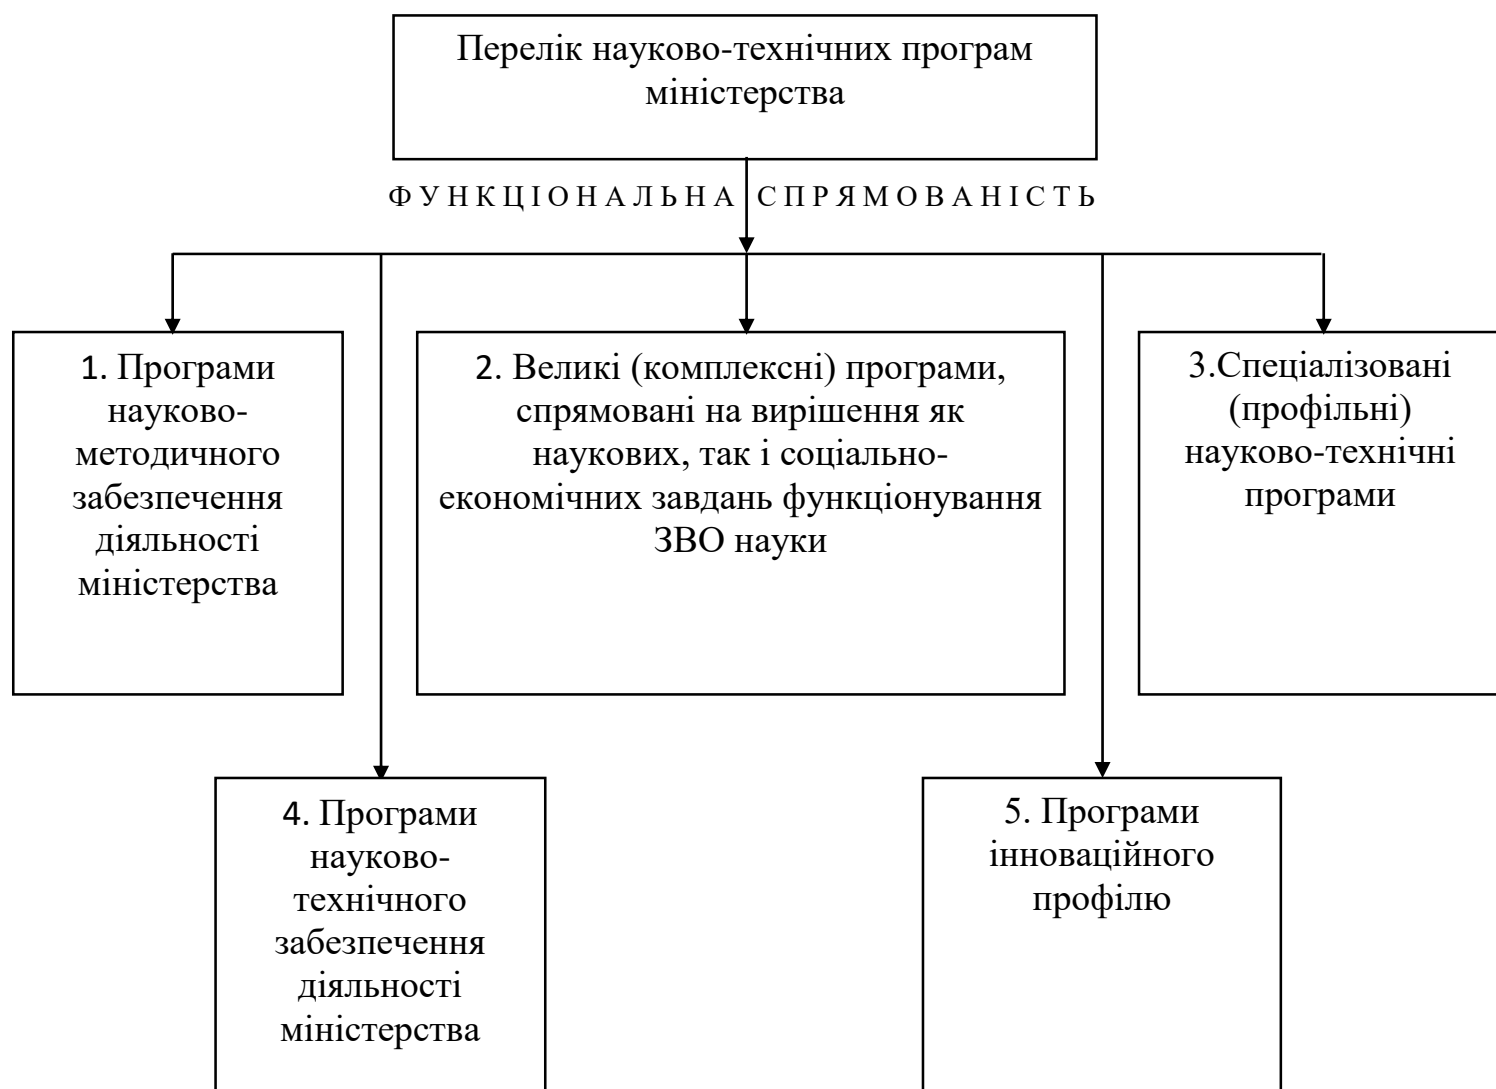 Перелік науково-технічних програм
міністерства
Ф У Н К Ц І О Н А Л Ь Н А С П Р Я М О В А Н І С Т Ь
1. Програми
науково-
методичного
забезпечення
діяльності
міністерства
2. Великі (комплексні) програми,
спрямовані на вирішення як
наукових, так і соціально-
економічних завдань функціонування
ЗВО науки
3.Спеціалізовані
(профільні)
науково-технічні
програми
4. Програми
науково-
технічного
забезпечення
діяльності
міністерства
5. Програми
інноваційного
профілю